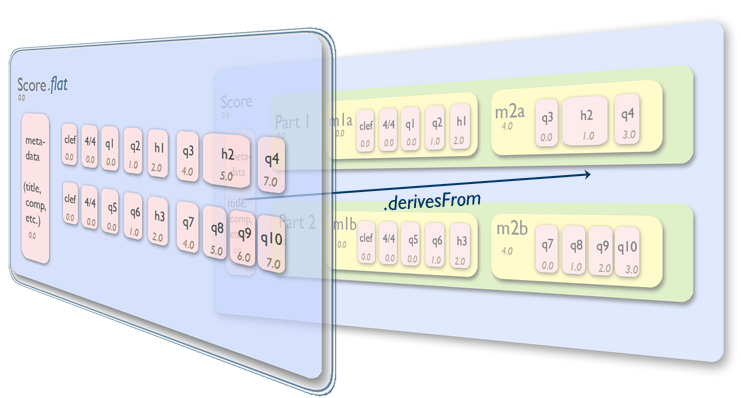 Score.flat
0.0
meta-
data
(title,
comp,
etc.)
0.0
clef 4/4 q1 q2 h1 q3 h2 q4
0.0 0.0 0.0 1.0 2.0 4.0 5.0 7.0
clef 4/4 q5 q6 h3 q7 q8 q9 q10
0.0 0.0 0.0 1.0 2.0 4.0 5.0 6.0 7.0
Score
0.0
meta-
data
(title,
comp,
etc.)
Part 1
m1a
0.0
clef 4/4 q1 q2 h1
0.0 0.0 0.0 1.0 2.0
m2a
4.0
q3 h2 q4
0.0 1.0 3.0
.derivesFrom
Part 2
m1b
0.0
clef 4/4 q5 q6 h3
0.0 0.0 0.0 1.0 2.0
m2b
4.0
q7 q8 q9 q10
0.0 1.0 2.0 3.0